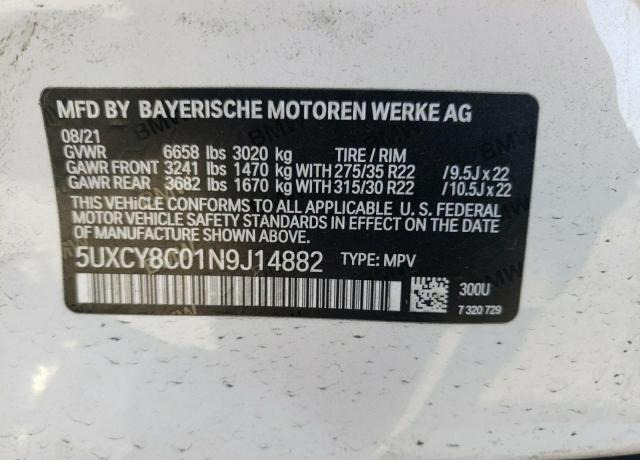 MFD BY BAYERISCHE MOTOREN WERKE AG
08/21
GVWR 6658 lbs 3020 kg TIRE / RIM
GAWR FRONT 3241 lbs 1470 kg WITH 275/35 R22 / 9.5J x 22
GAWR REAR 3682 lbs 1670 kg WITH 315/30 R22 / 10.5J x 22
THIS VEHICLE CONFORMS TO ALL APPLICABLE U. S. FEDERAL
MOTOR VEHICLE SAFETY STANDARDS IN EFFECT ON THE DATE
OF MANUFACTURE SHOWN ABOVE.
5UXCY8C01N9J14882 TYPE: MPV
300U
7 320 729